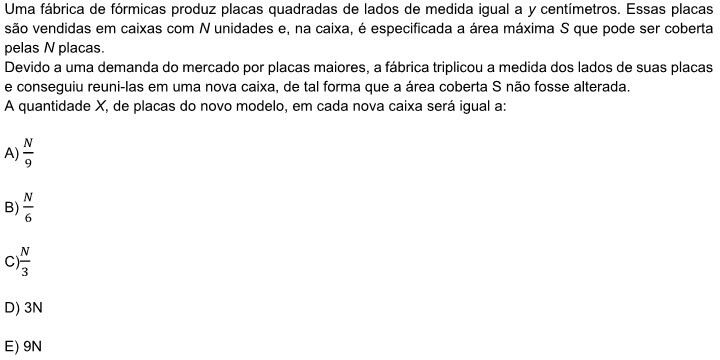 Uma fábrica de fórmicas produz placas quadradas de lados de medida igual a y centímetros. Essas placas
são vendidas em caixas com N unidades e, na caixa, é especificada a área máxima S que pode ser coberta
pelas N placas.
Devido a uma demanda do mercado por placas maiores, a fábrica triplicou a medida dos lados de suas placas
e conseguiu reuni-las em uma nova caixa, de tal forma que a área coberta S não fosse alterada.
A quantidade X, de placas do novo modelo, em cada nova caixa será igual a:
A) N/9
B) N/6
C) N/3
D) 3N
E) 9N